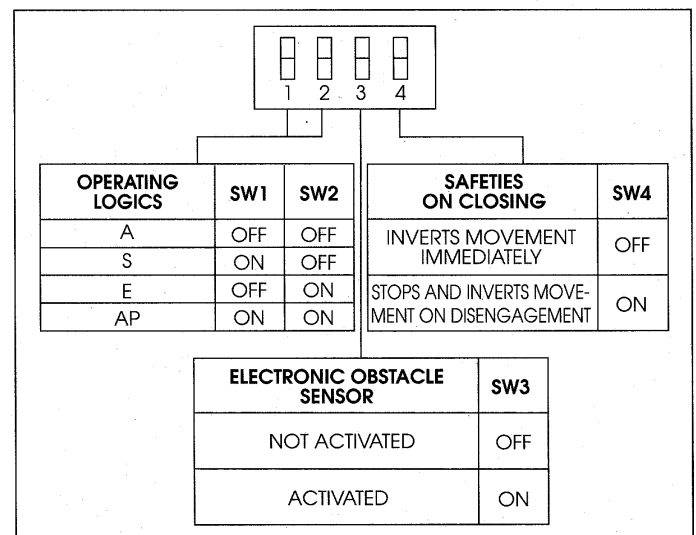 1 2 3 4
OPERATING LOGICS SW1 SW2
A OFF OFF
S ON OFF
E OFF ON
AP ON ON
SAFETIES ON CLOSING SW4
INVERTS MOVEMENT
IMMEDIATELY OFF
STOPS AND INVERTS MOVE-
MENT ON DISENGAGEMENT ON
ELECTRONIC OBSTACLE
SENSOR SW3
NOT ACTIVATED OFF
ACTIVATED ON